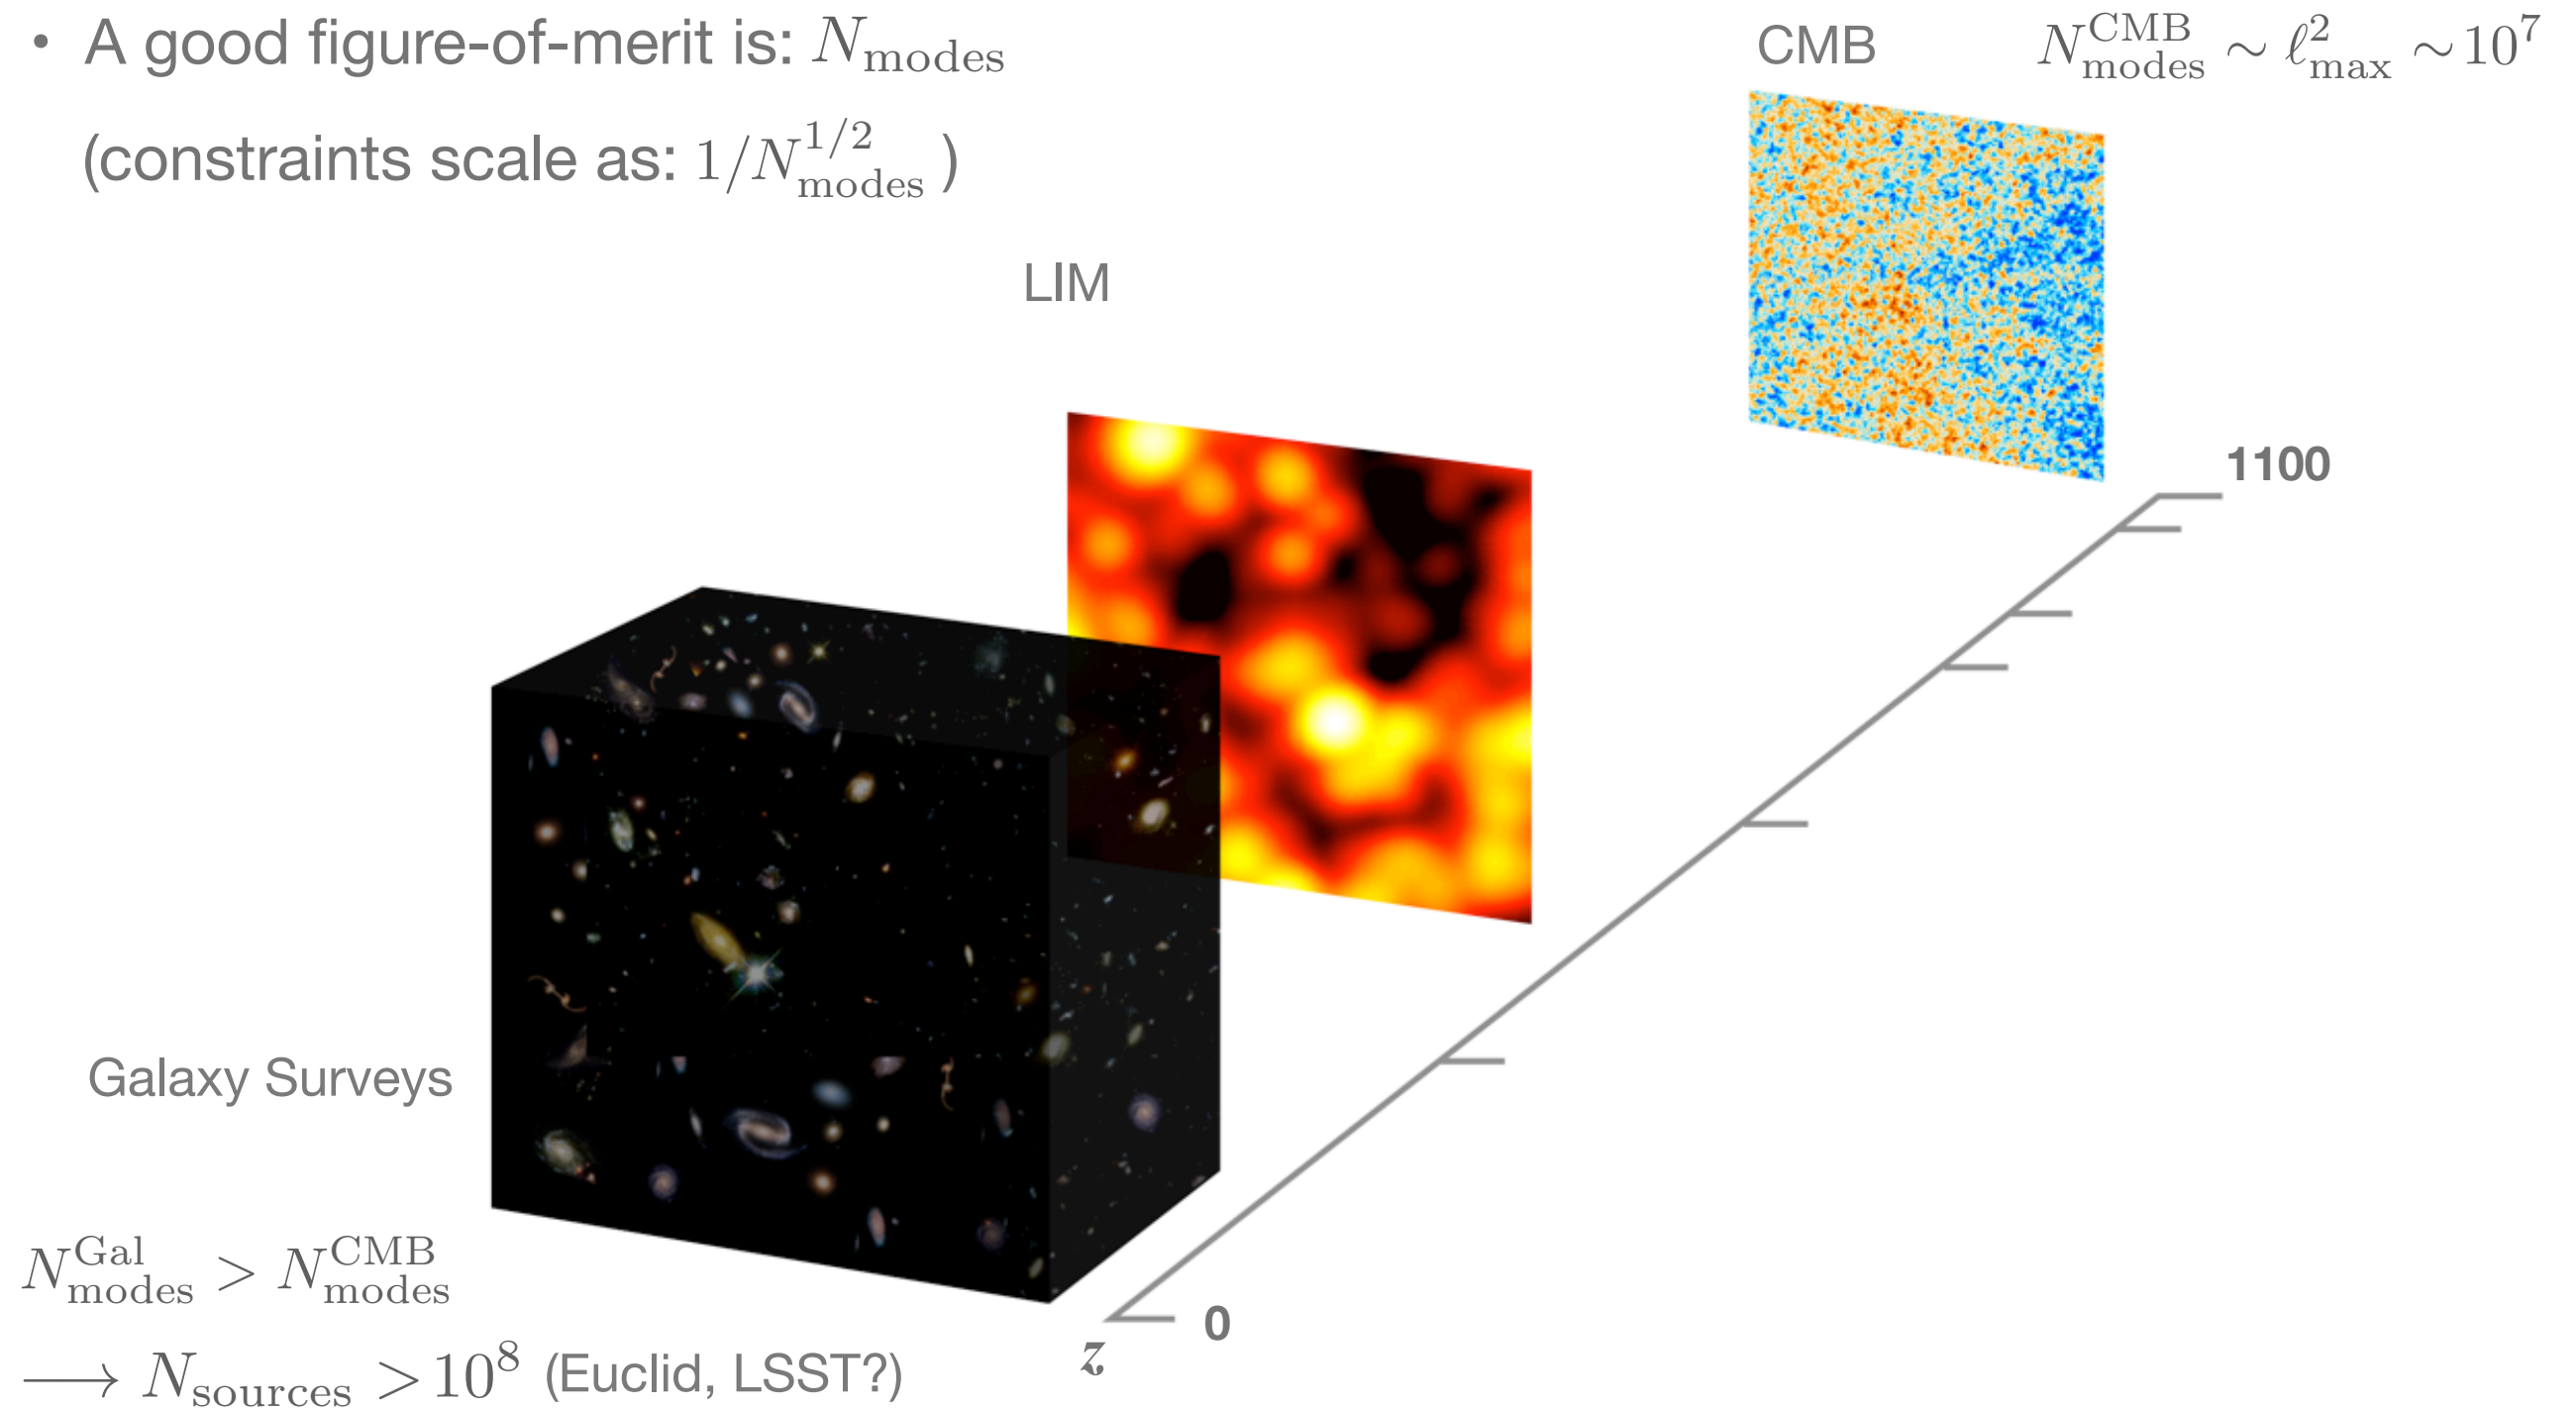 • A good figure-of-merit is: N_modes
(constraints scale as: 1/N_modes^1/2 )
CMB N_modes^CMB ∼ ℓ_max^2 ∼ 10^7
LIM
1100
Galaxy Surveys
N_modes^Gal > N_modes^CMB
⟶ N_sources > 10^8 (Euclid, LSST?)
0
z